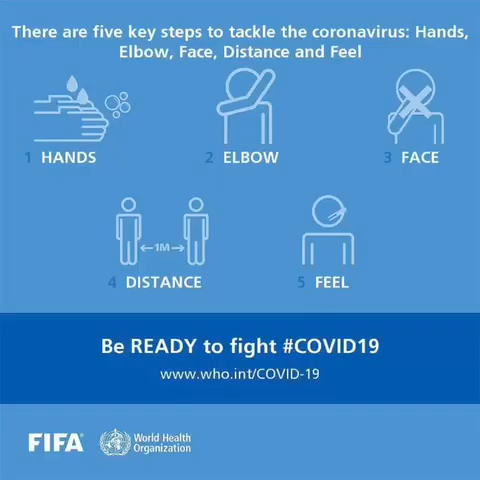 There are five key steps to tackle the coronavirus: Hands,
Elbow, Face, Distance and Feel
1 HANDS
2 ELBOW
3 FACE
1M
4 DISTANCE
5 FEEL
Be READY to fight #COVID19
www.who.int/COVID-19
FIFA®
World Health
Organization